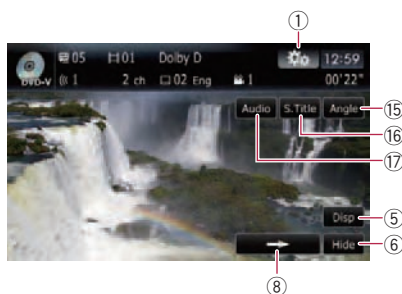 ①
05 01 Dolby D 12:59
DVD-V 1 2 ch 02 Eng 1 00'22"
Audio S.Title Angle ⑮
⑯
⑰
Disp ⑤
Hide ⑥
⑧